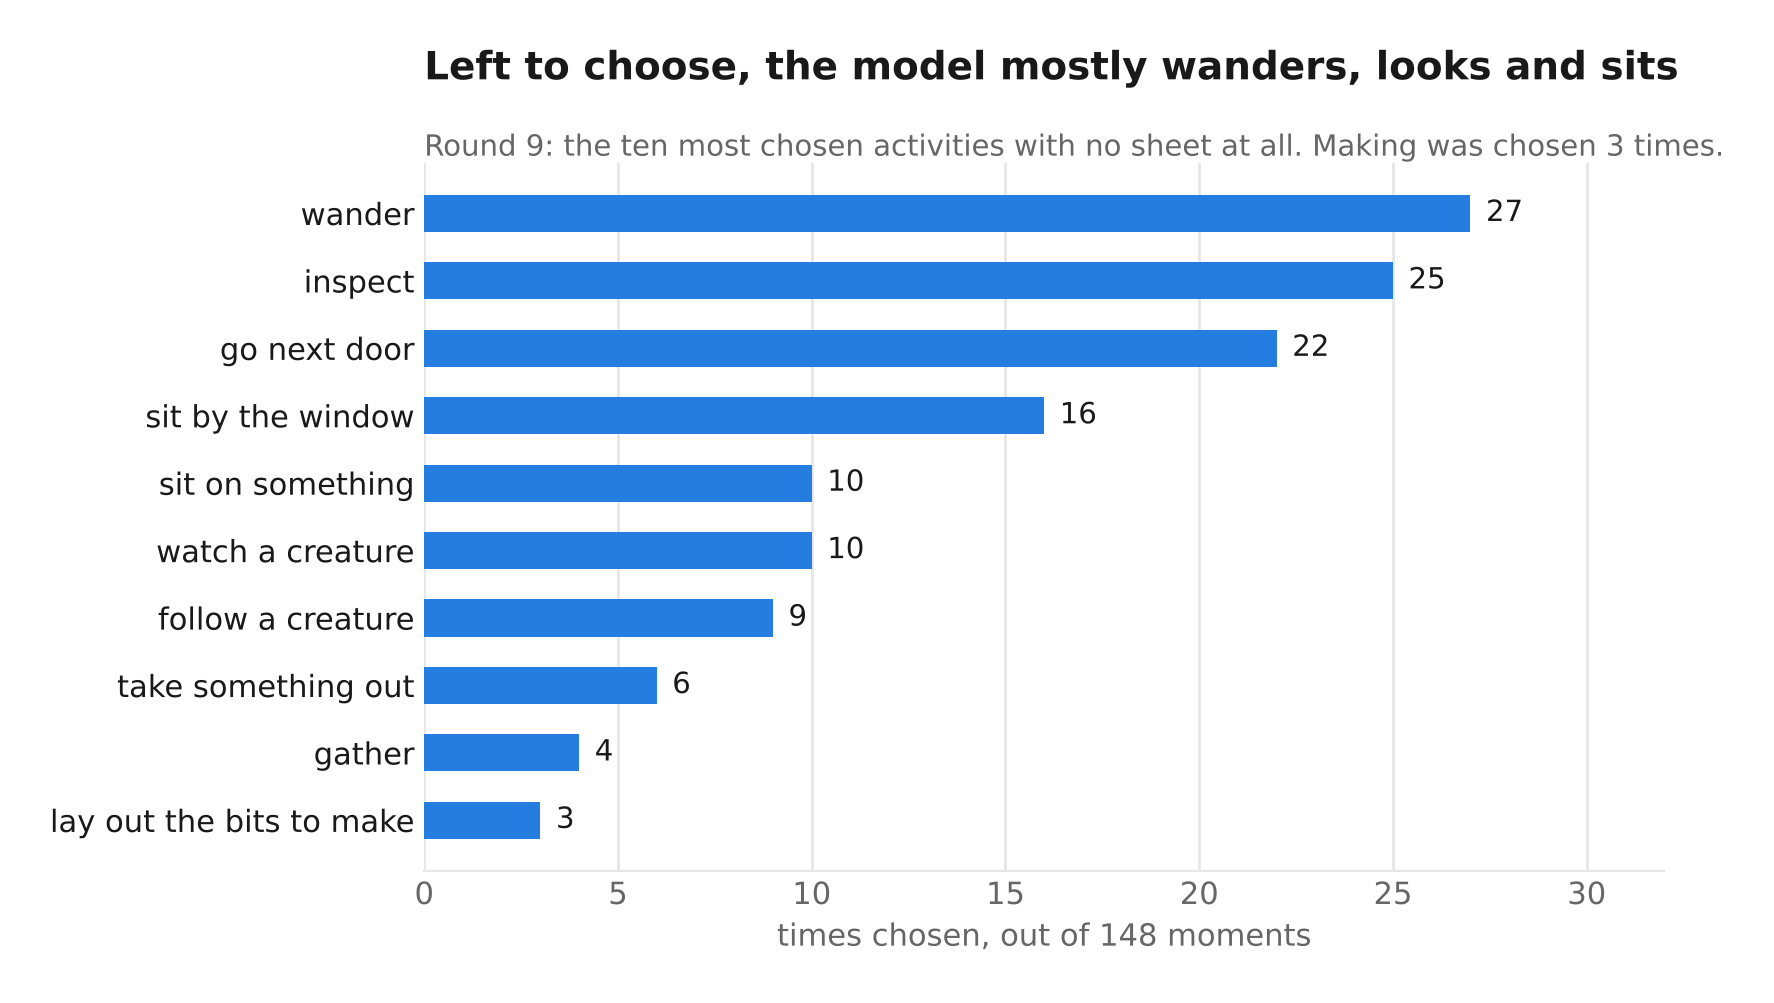 Left to choose, the model mostly wanders, looks and sits
Round 9: the ten most chosen activities with no sheet at all. Making was chosen 3 times.
wander 27
inspect 25
go next door 22
sit by the window 16
sit on something 10
watch a creature 10
follow a creature 9
take something out 6
gather 4
lay out the bits to make 3
0 5 10 15 20 25 30
times chosen, out of 148 moments